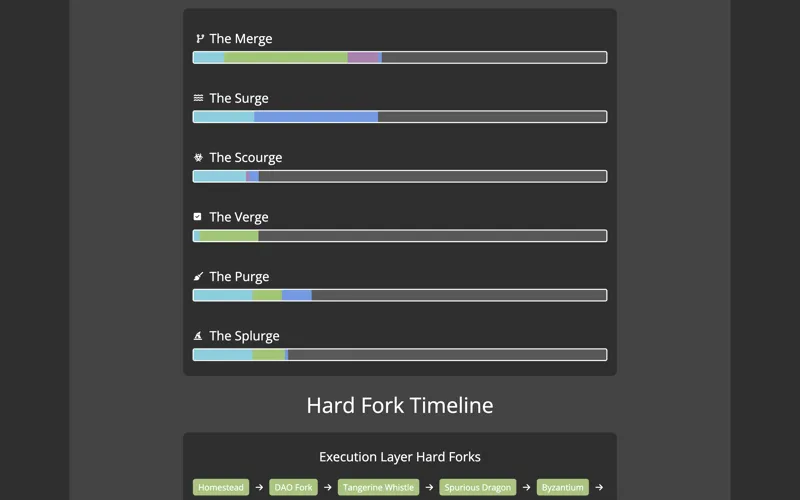 The Merge
The Surge
The Scourge
The Verge
The Purge
The Splurge
Hard Fork Timeline
Execution Layer Hard Forks
Homestead → DAO Fork → Tangerine Whistle → Spurious Dragon → Byzantium →